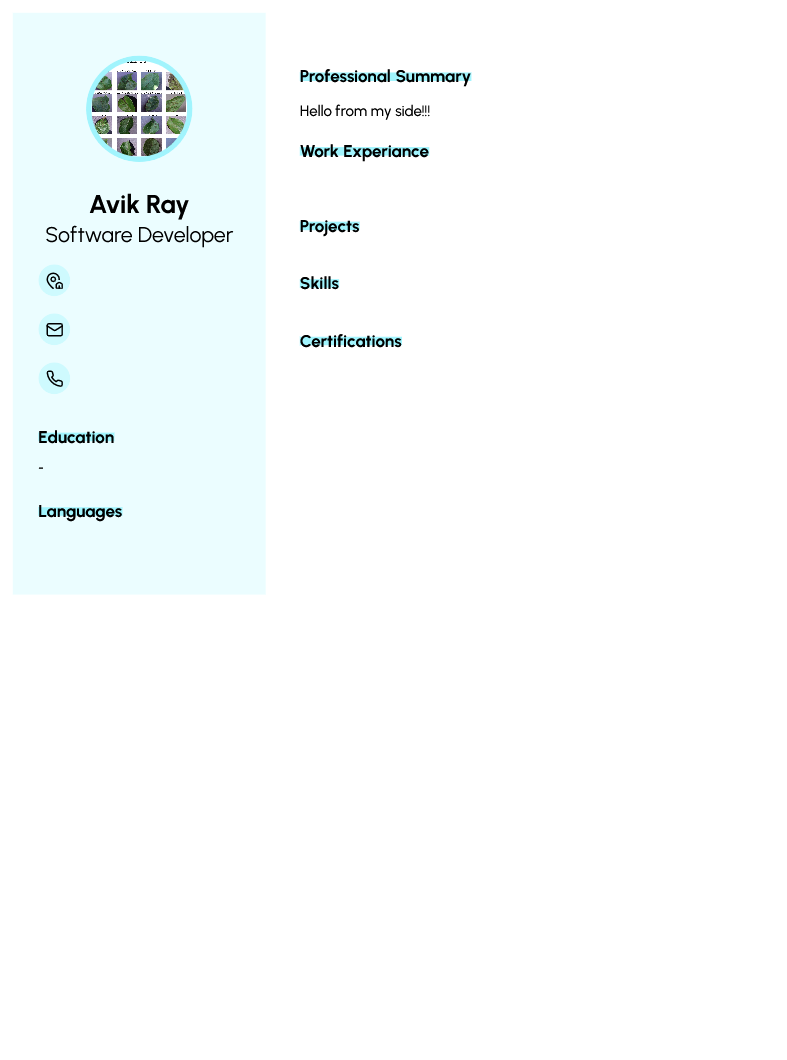 Avik Ray
Software Developer
Education
-
Languages
Professional Summary
Hello from my side!!!
Work Experiance
Projects
Skills
Certifications